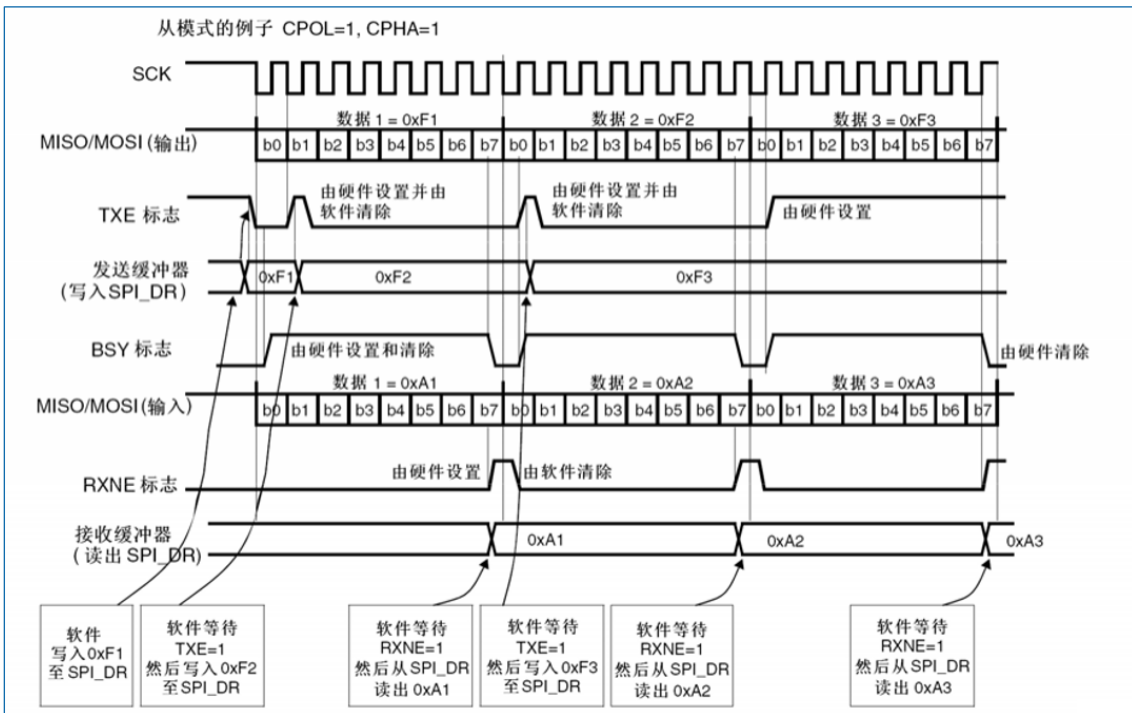 从模式的例子 CPOL=1, CPHA=1
SCK
数据 1 = 0xF1 数据 2 = 0xF2 数据 3 = 0xF3
MISO/MOSI (输出) b0 b1 b2 b3 b4 b5 b6 b7 b0 b1 b2 b3 b4 b5 b6 b7 b0 b1 b2 b3 b4 b5 b6 b7
TXE 标志
由硬件设置并由
软件清除
由硬件设置并由
软件清除
由硬件设置
发送缓冲器
(写入SPI_DR)
0xF1 0xF2 0xF3
BSY 标志 由硬件设置和清除 由硬件清除
数据 1 = 0xA1 数据 2 = 0xA2 数据 3 = 0xA3
MISO/MOSI (输入) b0 b1 b2 b3 b4 b5 b6 b7 b0 b1 b2 b3 b4 b5 b6 b7 b0 b1 b2 b3 b4 b5 b6 b7
RXNE 标志 由硬件设置 由软件清除
接收缓冲器
(读出 SPI_DR)
0xA1 0xA2 0xA3
软件
写入0xF1
至SPI_DR
软件等待
TXE=1
然后写入0xF2
至SPI_DR
软件等待
RXNE=1
然后从SPI_DR
读出 0xA1
软件等待
TXE=1
然后写入0xF3
至SPI_DR
软件等待
RXNE=1
然后从SPI_DR
读出 0xA2
软件等待
RXNE=1
然后从SPI_DR
读出 0xA3